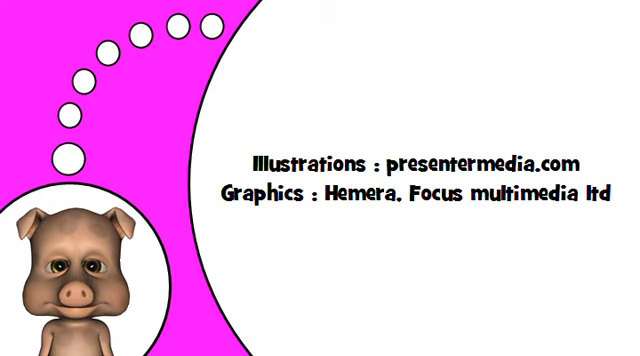 Illustrations : presentermedia.com
Graphics : Hemera. Focus multimedia ltd